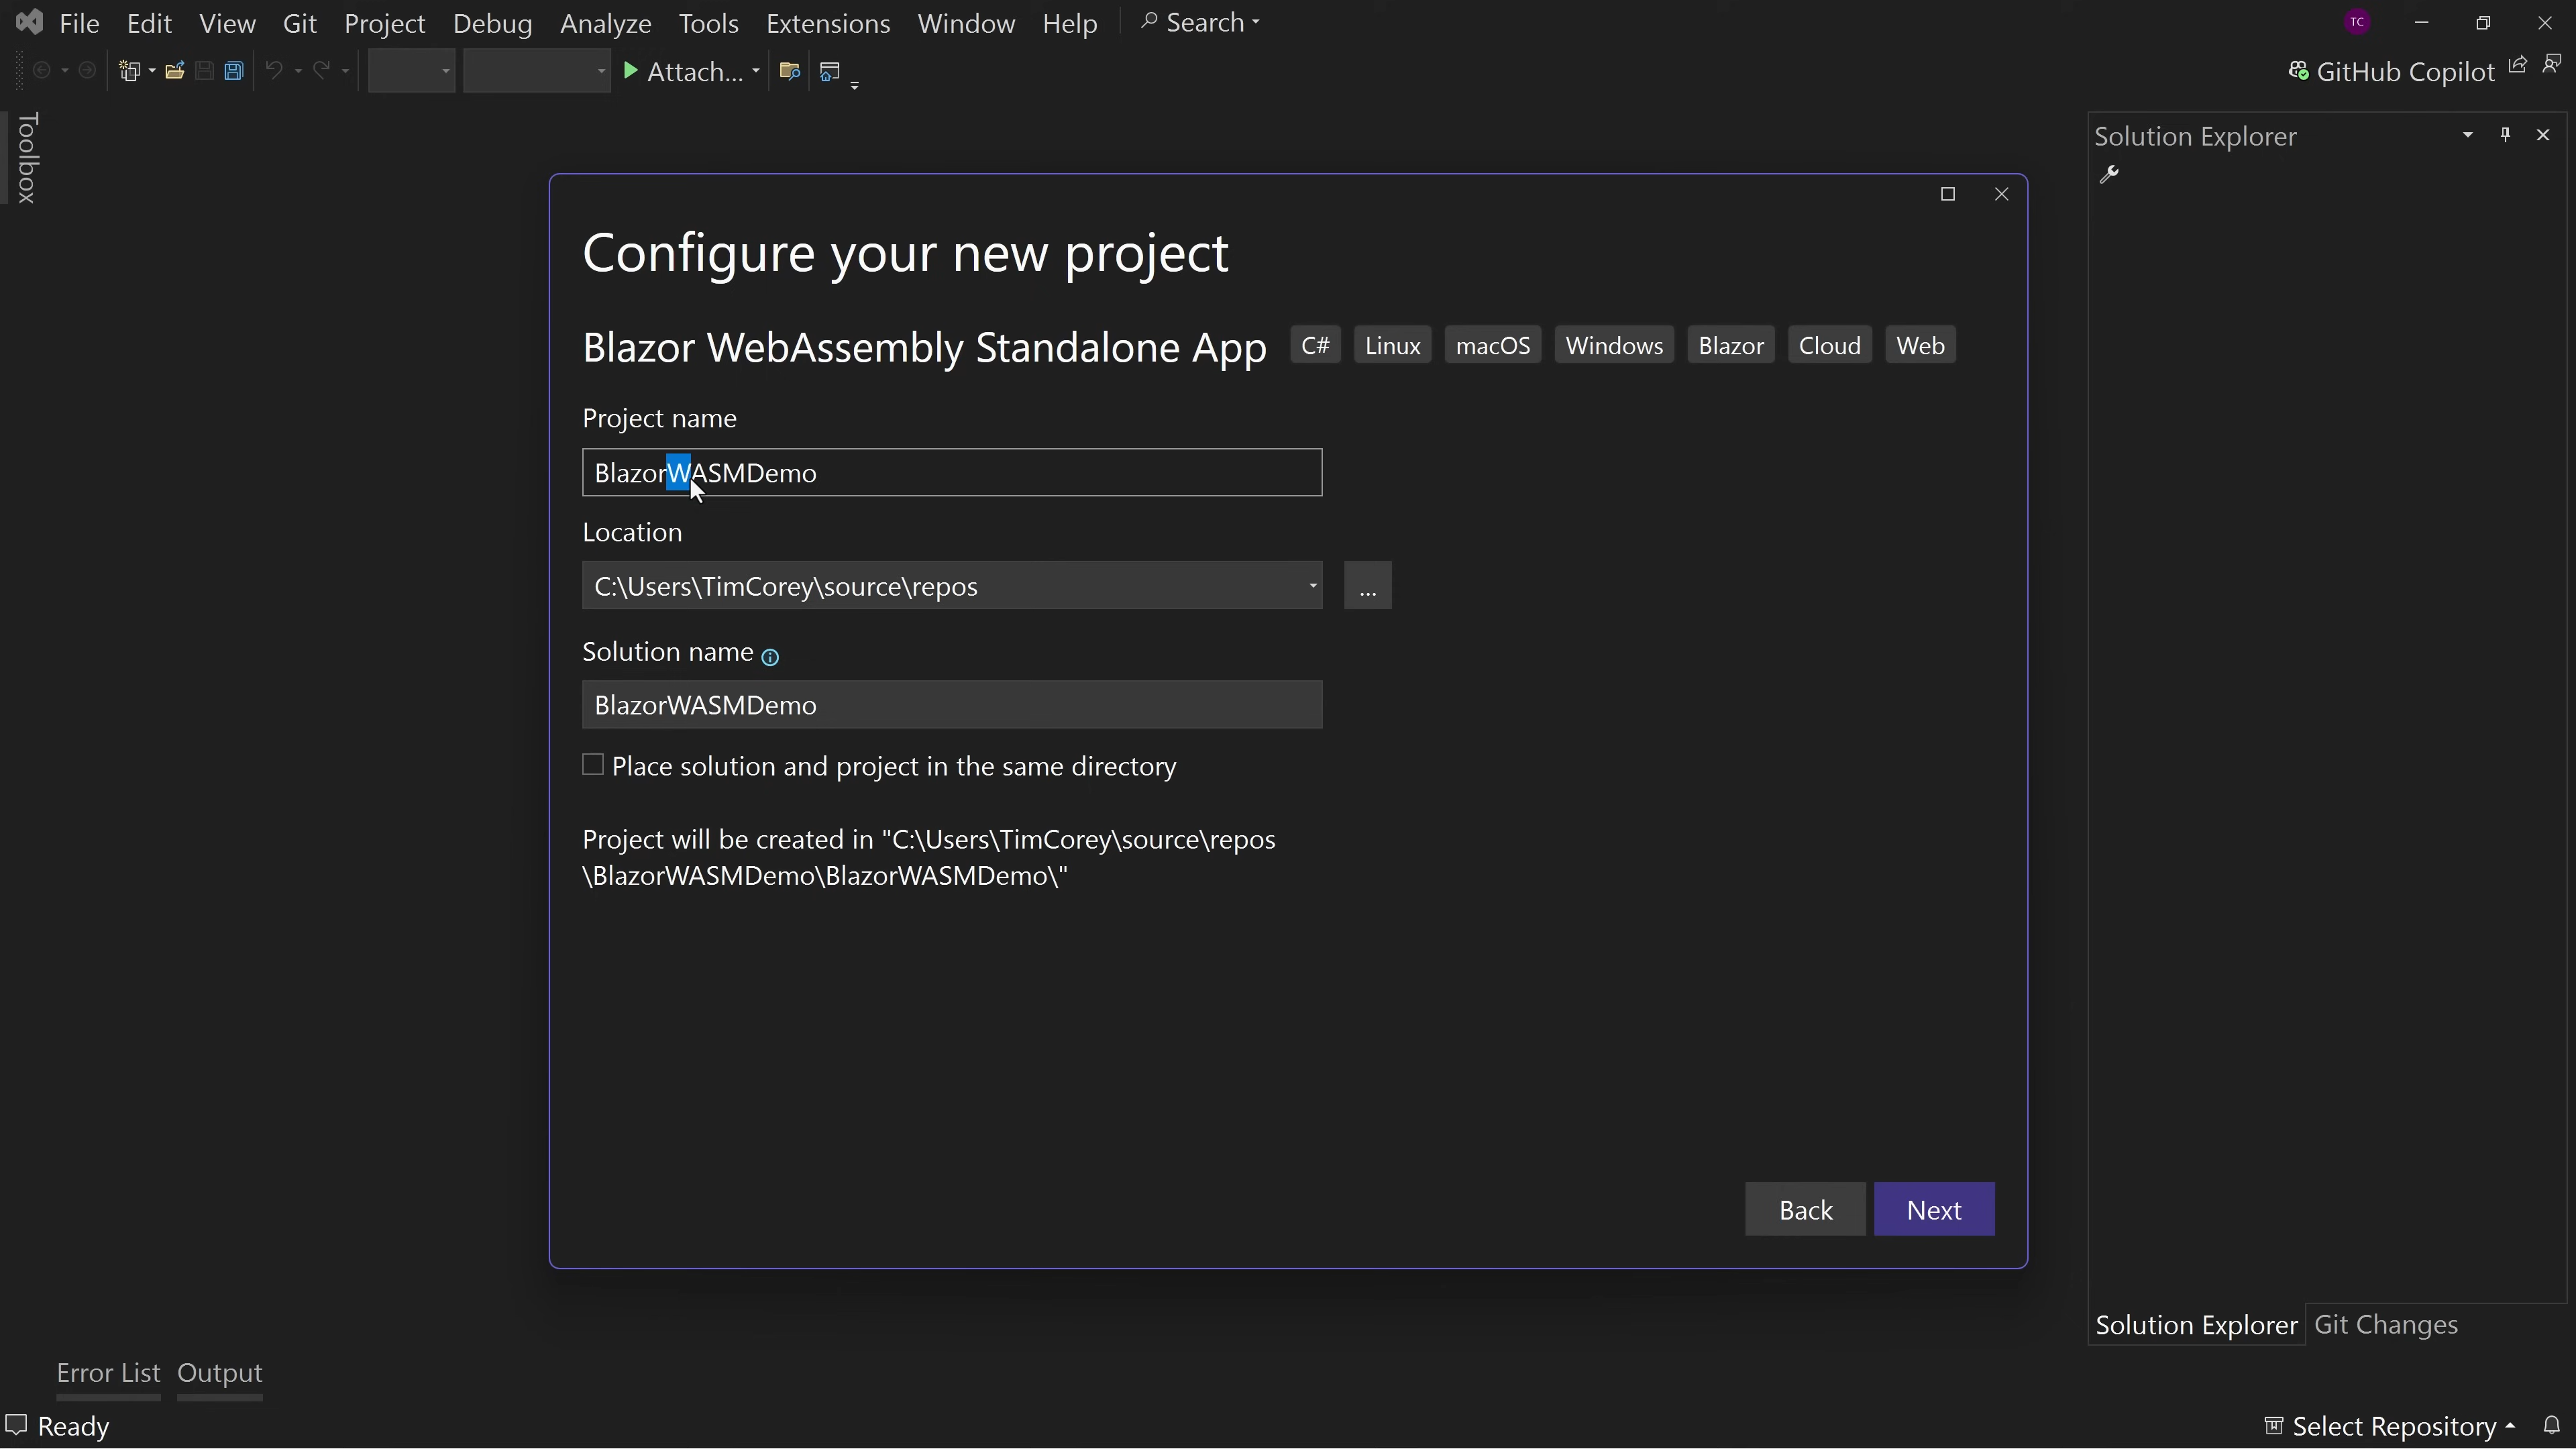 File Edit View Git Project Debug Analyze Tools Extensions Window Help Search
TC
Attach...
GitHub Copilot
Toolbox
Solution Explorer
Configure your new project
Blazor WebAssembly Standalone App C# Linux macOS Windows Blazor Cloud Web
Project name
BlazorWASMDemo
Location
C:\Users\TimCorey\source\repos
...
Solution name
BlazorWASMDemo
Place solution and project in the same directory
Project will be created in "C:\Users\TimCorey\source\repos
\BlazorWASMDemo\BlazorWASMDemo\"
Back Next
Solution Explorer Git Changes
Error List Output
Ready
Select Repository